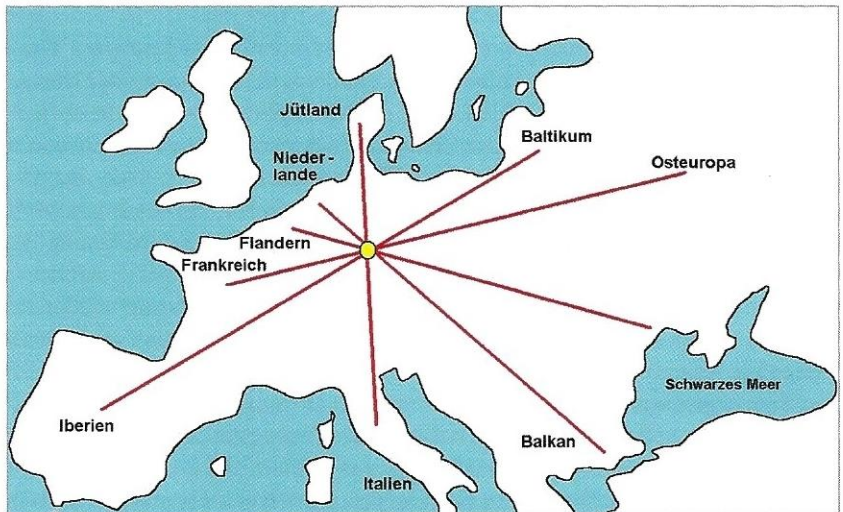 Jütland
Baltikum
Nieder-
lande
Osteuropa
Flandern
Frankreich
Schwarzes Meer
Iberien
Balkan
Italien